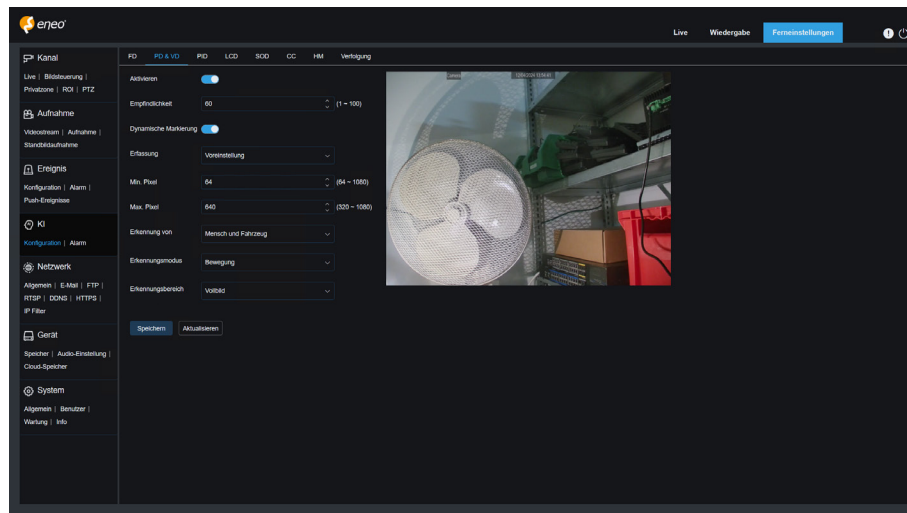 eneo
Live Wiedergabe Ferneinstellungen
Kanal
Live | Bildsteuerung |
Privatzone | ROI | PTZ
Aufnahme
Videostream | Aufnahme |
Standbildaufnahme
Ereignis
Konfiguration | Alarm |
Push-Ereignisse
KI
Konfiguration | Alarm
Netzwerk
Allgemein | E-Mail | FTP |
RTSP | DDNS | HTTPS |
IP Filter
Gerät
Speicher | Audio-Einstellung |
Cloud-Speicher
System
Allgemein | Benutzer |
Wartung | Info
FD PD & VD PID LCD SOD CC HM Verfolgung
Aktivieren
Empfindlichkeit 60 (1 ~ 100)
Dynamische Markierung
Erfassung Voreinstellung
Min. Pixel 64 (64 ~ 1080)
Max. Pixel 640 (320 ~ 1080)
Erkennung von Mensch und Fahrzeug
Erkennungsmodus Bewegung
Erkennungsbereich Vollbild
Speichern Aktualisieren
Camera